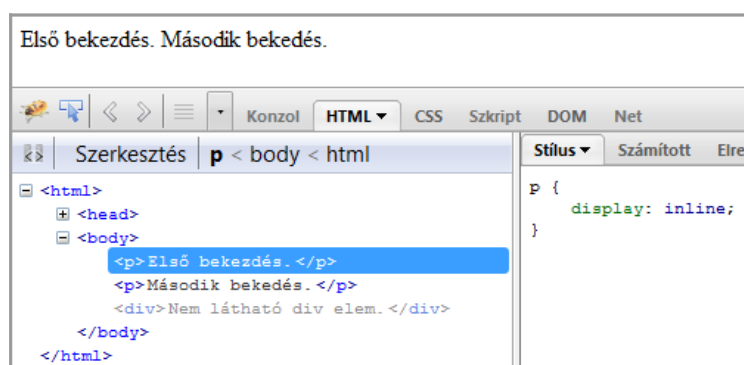 Első bekezdés. Második bekedés.
Konzol HTML CSS Szkript DOM Net
Szerkesztés p < body < html
Stílus Számított Elre
<html>
<head>
<body>
<p>Első bekezdés.</p>
<p>Második bekedés.</p>
<div>Nem látható div elem.</div>
</body>
</html>
p {
display: inline;
}